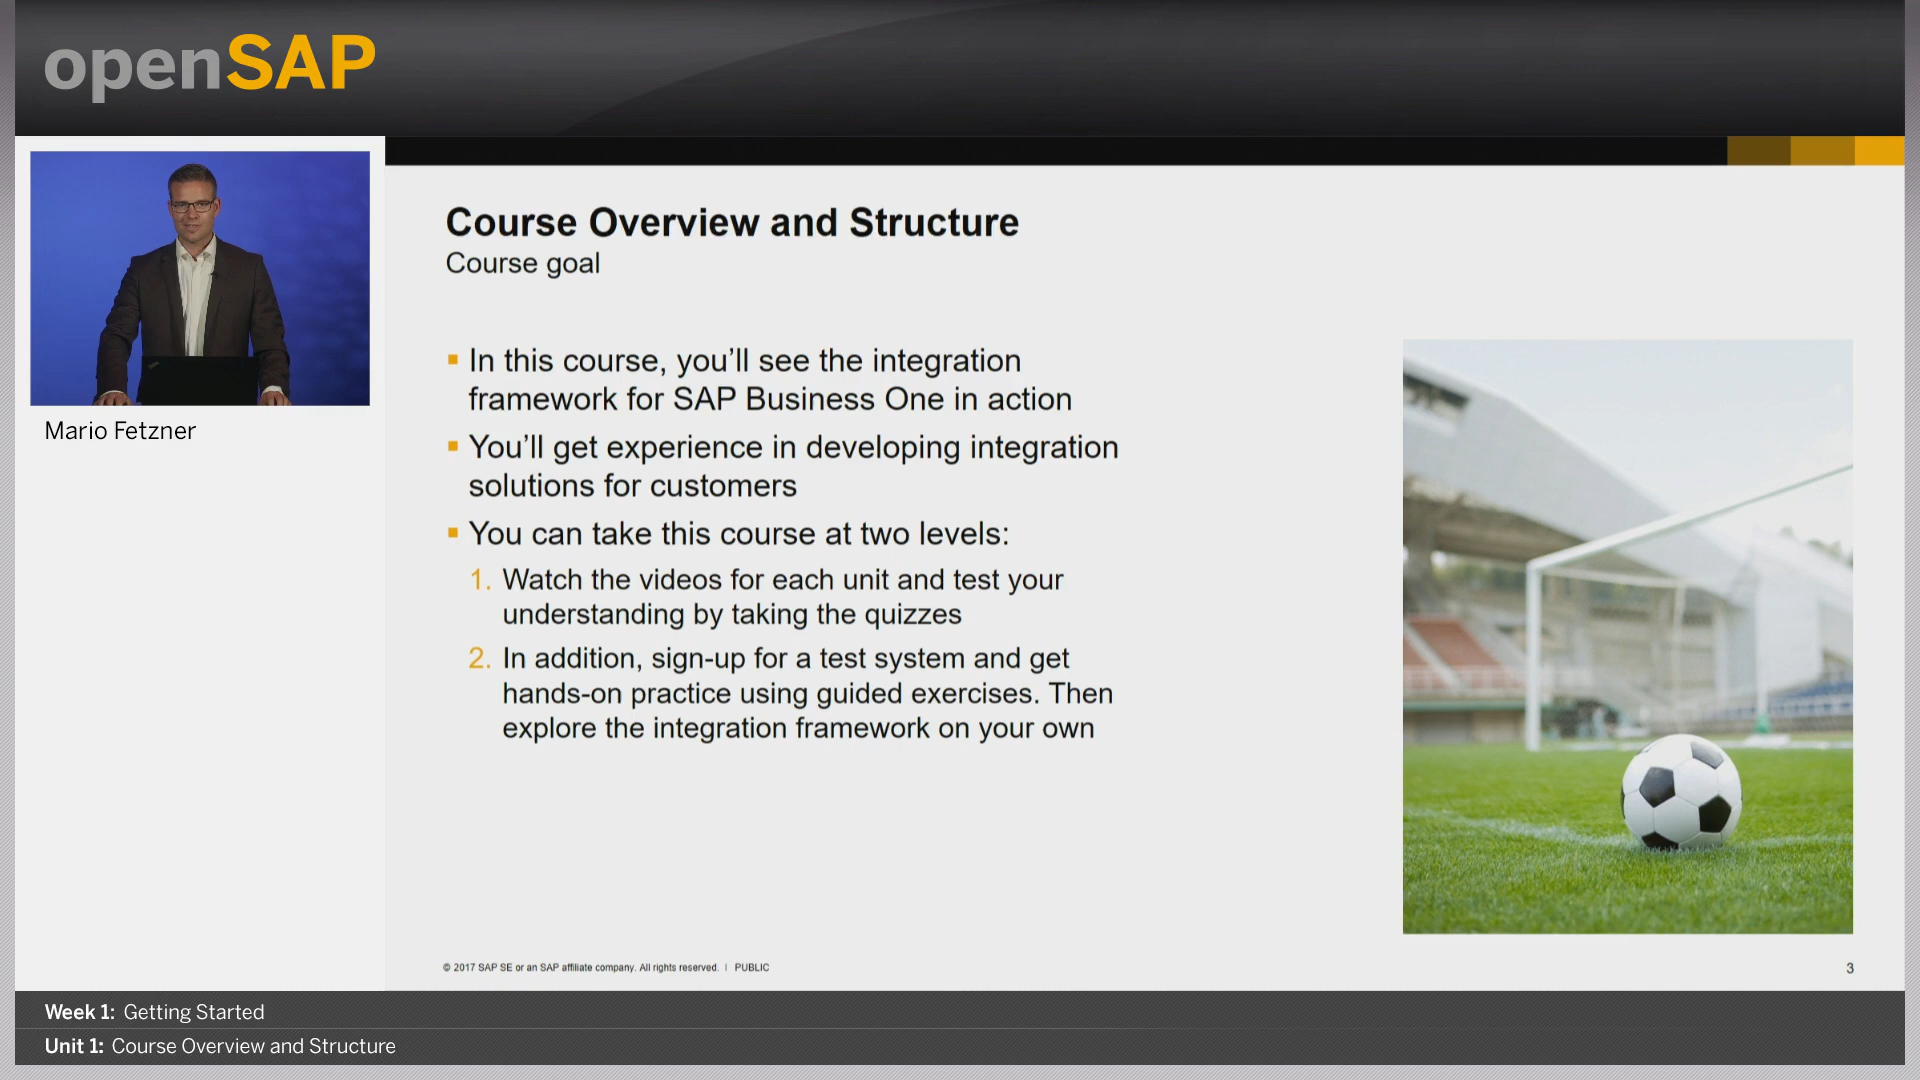 openSAP
Mario Fetzner
Course Overview and Structure
Course goal
In this course, you'll see the integration
framework for SAP Business One in action
You'll get experience in developing integration
solutions for customers
You can take this course at two levels:
1. Watch the videos for each unit and test your
understanding by taking the quizzes
2. In addition, sign-up for a test system and get
hands-on practice using guided exercises. Then
explore the integration framework on your own
© 2017 SAP SE or an SAP affiliate company. All rights reserved. | PUBLIC
3
Week 1: Getting Started
Unit 1: Course Overview and Structure